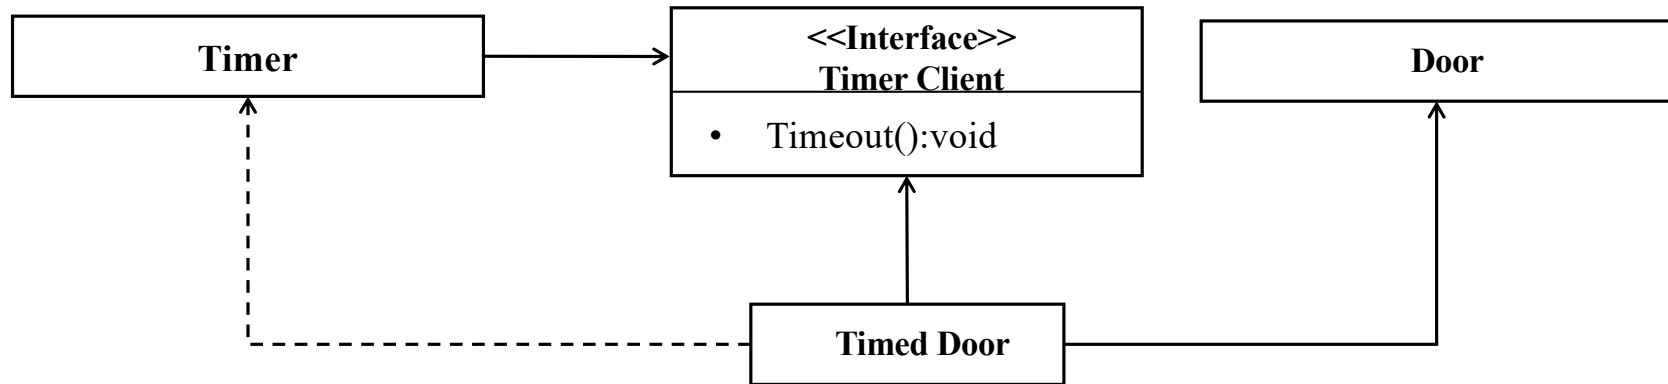 Timer
<<Interface>>
Timer Client
• Timeout():void
Door
Timed Door